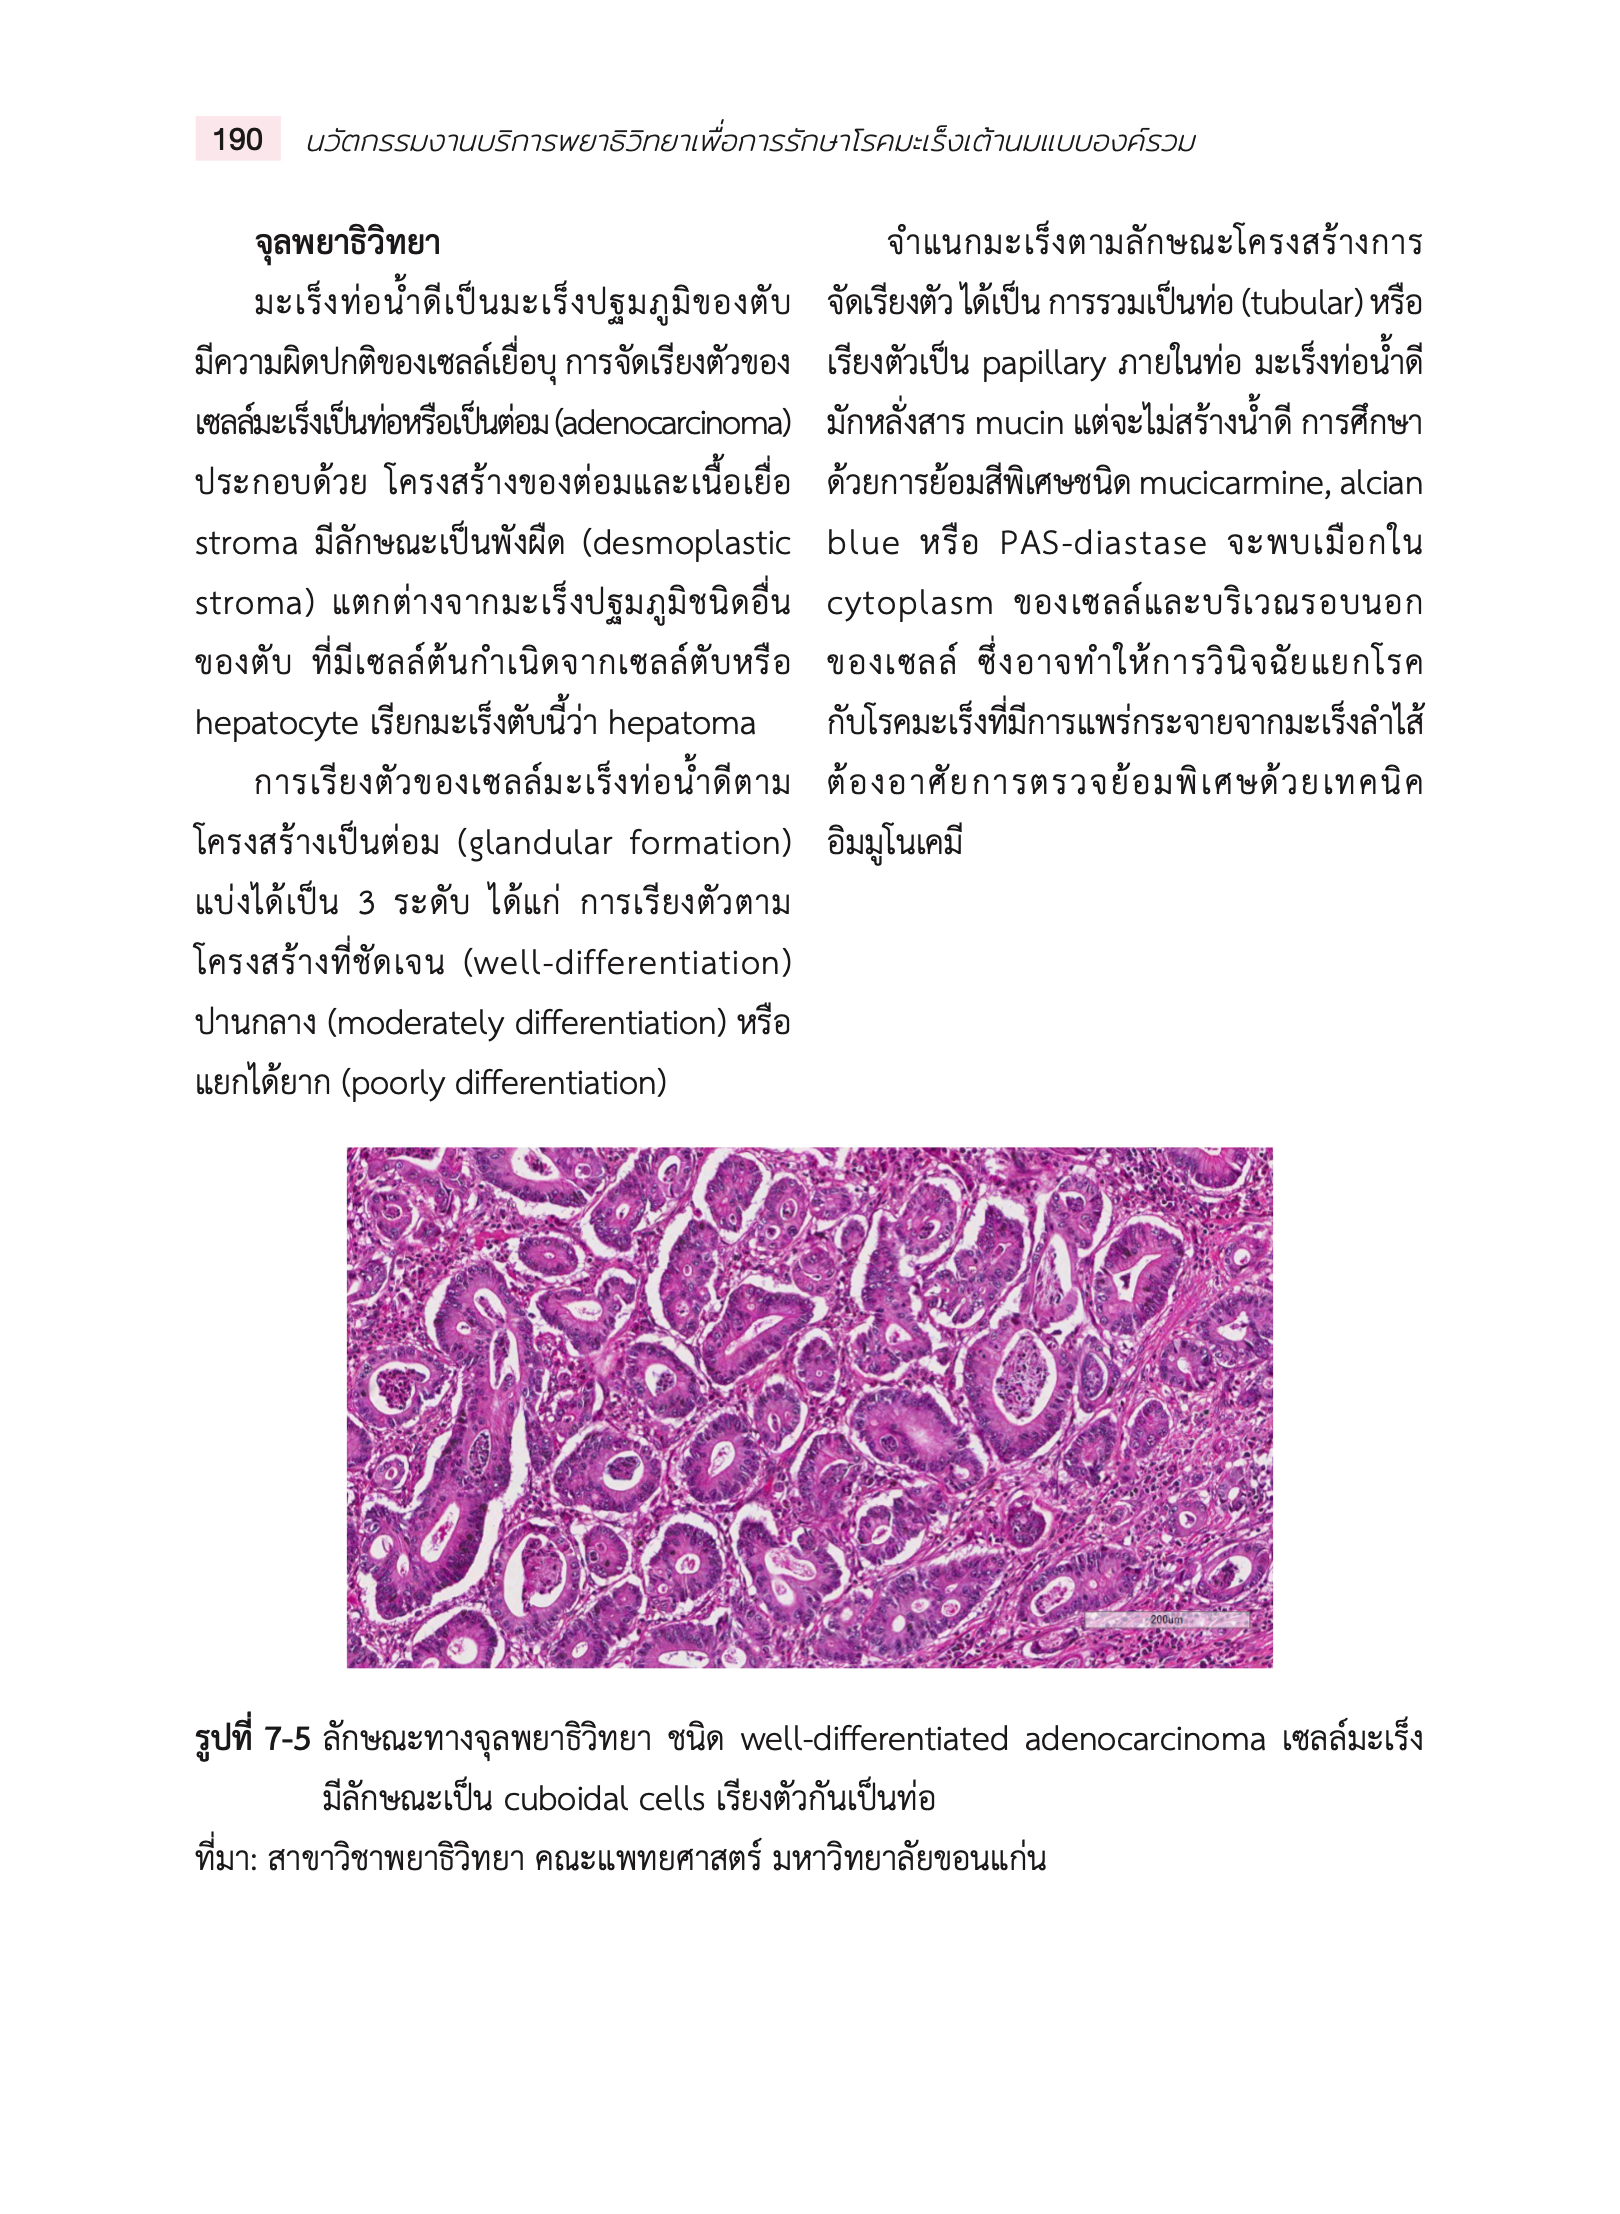 190 นวัตกรรมงานบริการพยาธิวิทยาเพื่อการรักษาโรคมะเร็งเต้านมแบบองค์รวม
จุลพยาธิวิทยา
มะเร็งท่อน้ำดีเป็นมะเร็งปฐมภูมิของตับ
มีความผิดปกติของเซลล์เยื่อบุ การจัดเรียงตัวของ
เซลล์มะเร็งเป็นท่อหรือเป็นต่อม (adenocarcinoma)
ประกอบด้วย โครงสร้างของต่อมและเนื้อเยื่อ
stroma มีลักษณะเป็นพังผืด (desmoplastic
stroma) แตกต่างจากมะเร็งปฐมภูมิชนิดอื่น
ของตับ ที่มีเซลล์ต้นกำเนิดจากเซลล์ตับหรือ
hepatocyte เรียกมะเร็งตับนี้ว่า hepatoma
การเรียงตัวของเซลล์มะเร็งท่อน้ำดีตาม
โครงสร้างเป็นต่อม (glandular formation)
แบ่งได้เป็น 3 ระดับ ได้แก่ การเรียงตัวตาม
โครงสร้างที่ชัดเจน (well-differentiation)
ปานกลาง (moderately differentiation) หรือ
แยกได้ยาก (poorly differentiation)
จำแนกมะเร็งตามลักษณะโครงสร้างการ
จัดเรียงตัว ได้เป็น การรวมเป็นท่อ (tubular) หรือ
เรียงตัวเป็น papillary ภายในท่อ มะเร็งท่อน้ำดี
มักหลั่งสาร mucin แต่จะไม่สร้างน้ำดี การศึกษา
ด้วยการย้อมสีพิเศษชนิด mucicarmine, alcian
blue หรือ PAS-diastase จะพบเมือกใน
cytoplasm ของเซลล์และบริเวณรอบนอก
ของเซลล์ ซึ่งอาจทำให้การวินิจฉัยแยกโรค
กับโรคมะเร็งที่มีการแพร่กระจายจากมะเร็งลำไส้
ต้องอาศัยการตรวจย้อมพิเศษด้วยเทคนิค
อิมมูโนเคมี
200um
รูปที่ 7-5 ลักษณะทางจุลพยาธิวิทยา ชนิด well-differentiated adenocarcinoma เซลล์มะเร็ง
มีลักษณะเป็น cuboidal cells เรียงตัวกันเป็นท่อ
ที่มา: สาขาวิชาพยาธิวิทยา คณะแพทยศาสตร์ มหาวิทยาลัยขอนแก่น